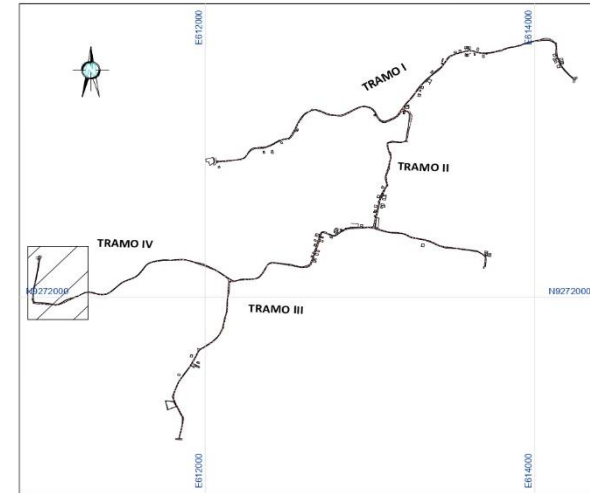 E612000
E614000
TRAMO I
TRAMO II
TRAMO IV
N9272000
N9272000
TRAMO III
E612000
E614000